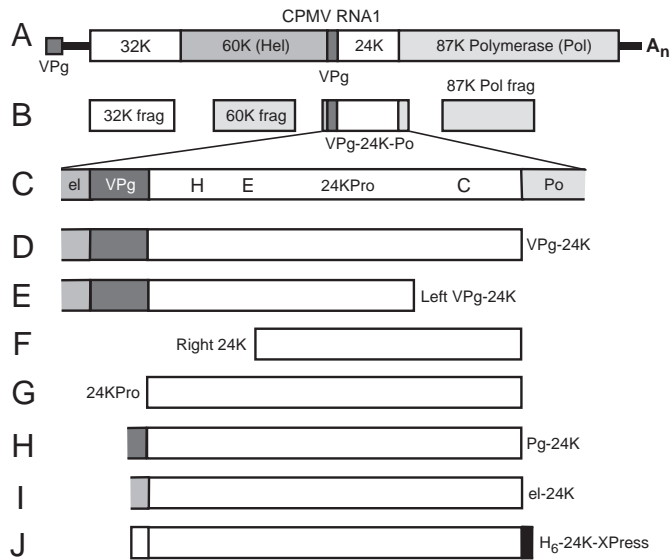 CPMV RNA1
A VPg 32K 60K (Hel) VPg 24K 87K Polymerase (Pol) An
B 32K frag 60K frag VPg-24K-Po 87K Pol frag
C el VPg H E 24KPro C Po
D VPg-24K
E Left VPg-24K
F Right 24K
G 24KPro
H Pg-24K
I el-24K
J H6-24K-XPress